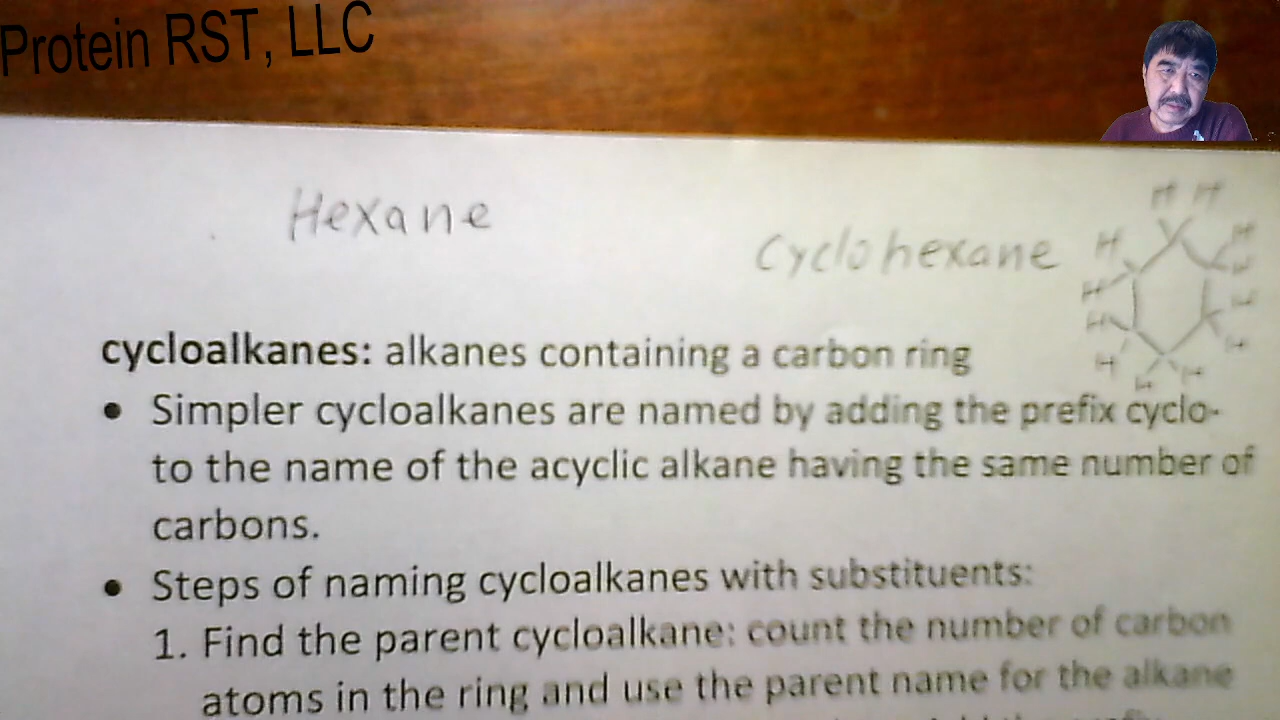 Protein RST, LLC
Hexane
Cyclohexane
H H
H
H
H
H
H
H
H
H
H H
cycloalkanes: alkanes containing a carbon ring
• Simpler cycloalkanes are named by adding the prefix cyclo-
to the name of the acyclic alkane having the same number of
carbons.
• Steps of naming cycloalkanes with substituents:
1. Find the parent cycloalkane: count the number of carbon
atoms in the ring and use the parent name for the alkane